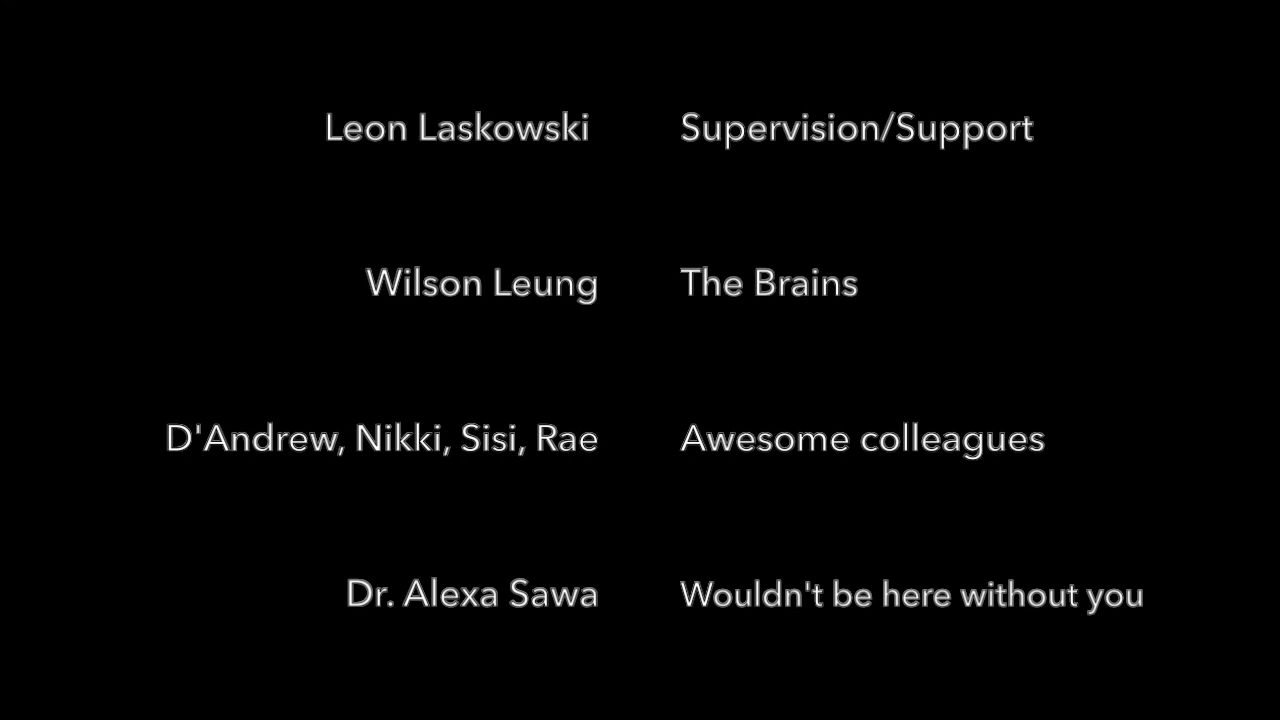 Leon Laskowski Supervision/Support
Wilson Leung The Brains
D'Andrew, Nikki, Sisi, Rae Awesome colleagues
Dr. Alexa Sawa Wouldn't be here without you